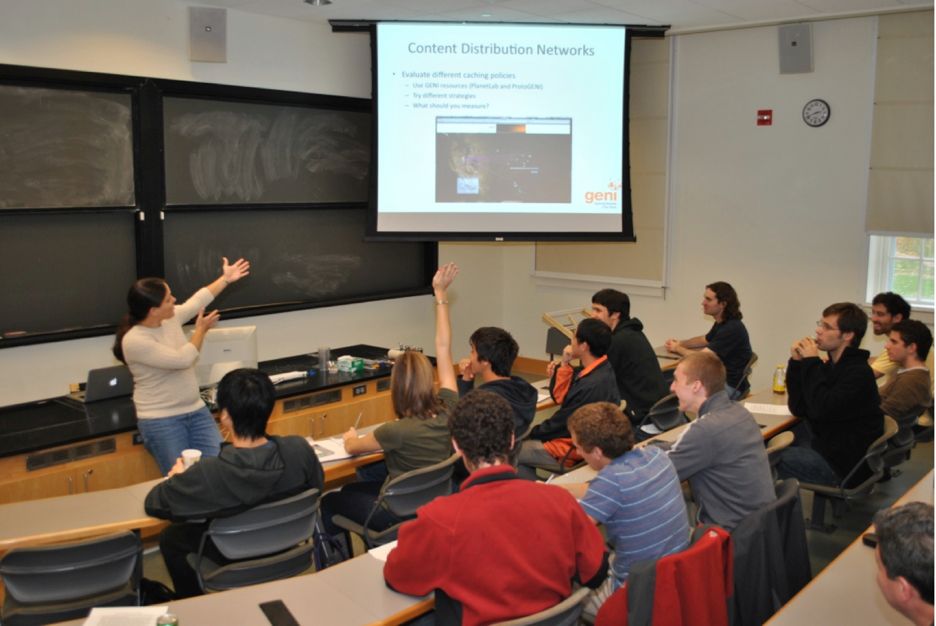 Content Distribution Networks
• Evaluate different caching policies
– Use GENI resources (PlanetLab and ProtoGENI)
– Try different strategies
– What should you measure?
geni